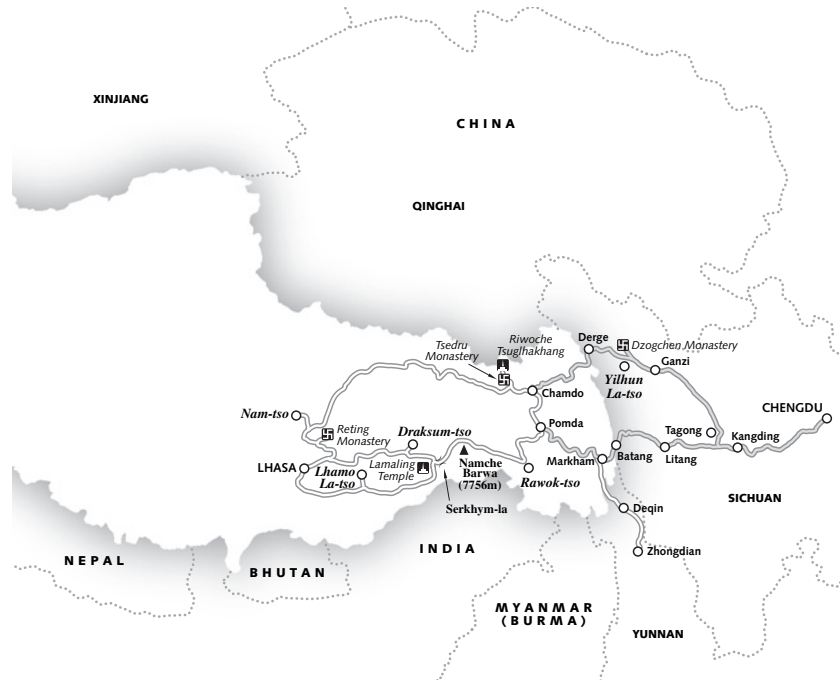 XINJIANG
CHINA
QINGHAI
Riwoche
Tsuglhakhang
Tsedru
Monastery
Derge
Dzogchen Monastery
Ganzi
Yilhun
La-tso
Chamdo
CHENGDU
Nam-tso
Reting
Monastery
Draksum-tso
Pomda
Tagong
Kangding
LHASA
Lhamo
La-tso
Lamaling
Temple
Namche
Barwa
(7756m)
Markham
Batang
Litang
Rawok-tso
Serkhym-la
SICHUAN
Deqin
INDIA
Zhongdian
NEPAL
BHUTAN
MYANMAR
(BURMA)
YUNNAN